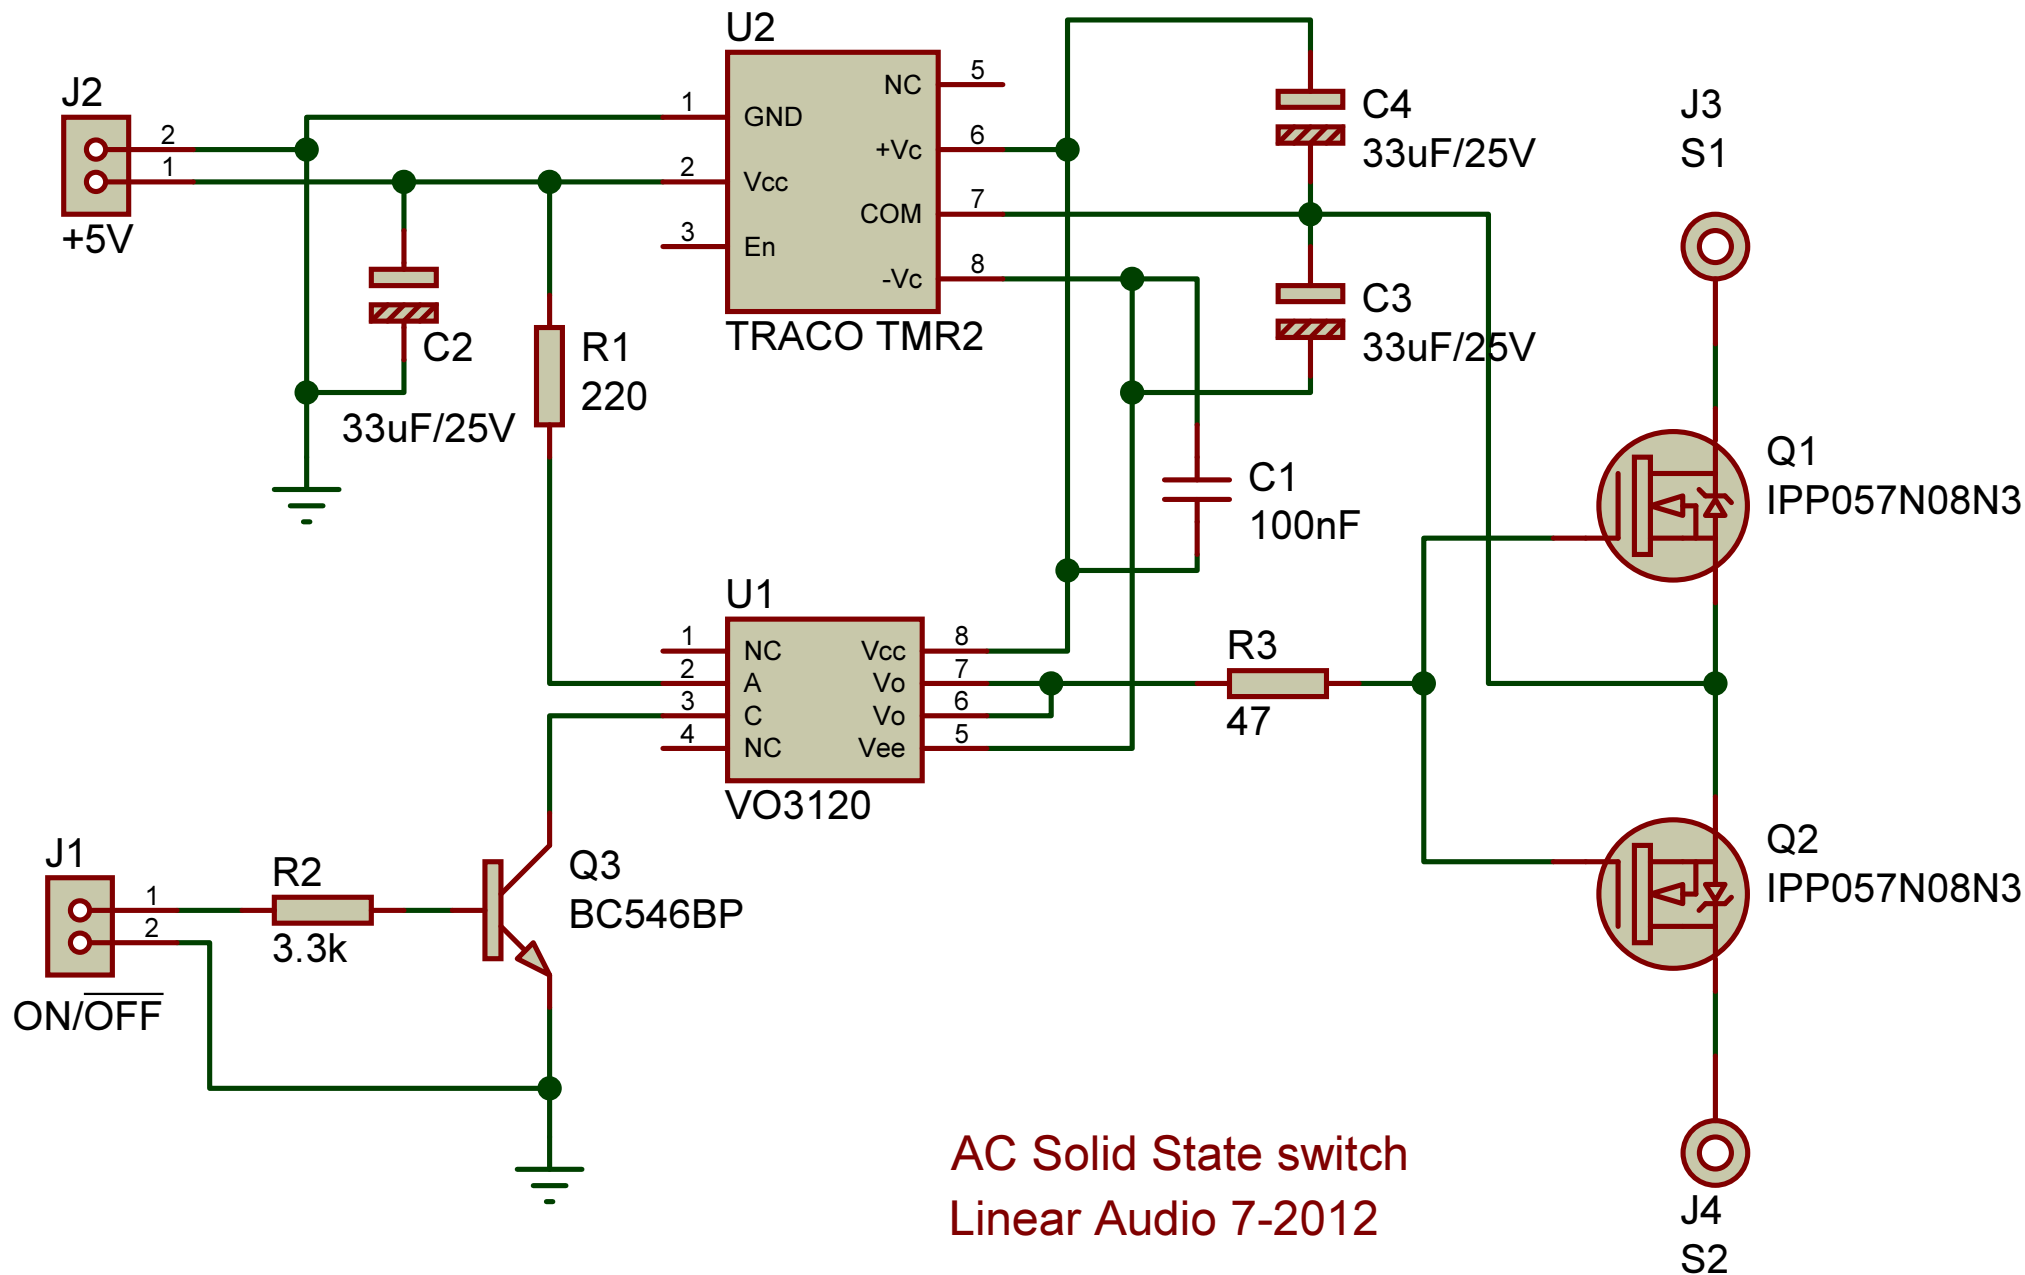 U2
J2
2
1
+5V
1
GND
2
Vcc
3
En
NC
5
+Vc
6
COM
7
-Vc
8
TRACO TMR2
C4
33uF/25V
J3
S1
C2
33uF/25V
R1
220
C3
33uF/25V
C1
100nF
Q1
IPP057N08N3
U1
1
NC
2
A
3
C
4
NC
Vcc
8
Vo
7
Vo
6
Vee
5
VO3120
R3
47
J1
1
2
ON/OFF
R2
3.3k
Q3
BC546BP
Q2
IPP057N08N3
AC Solid State switch
Linear Audio 7-2012
J4
S2